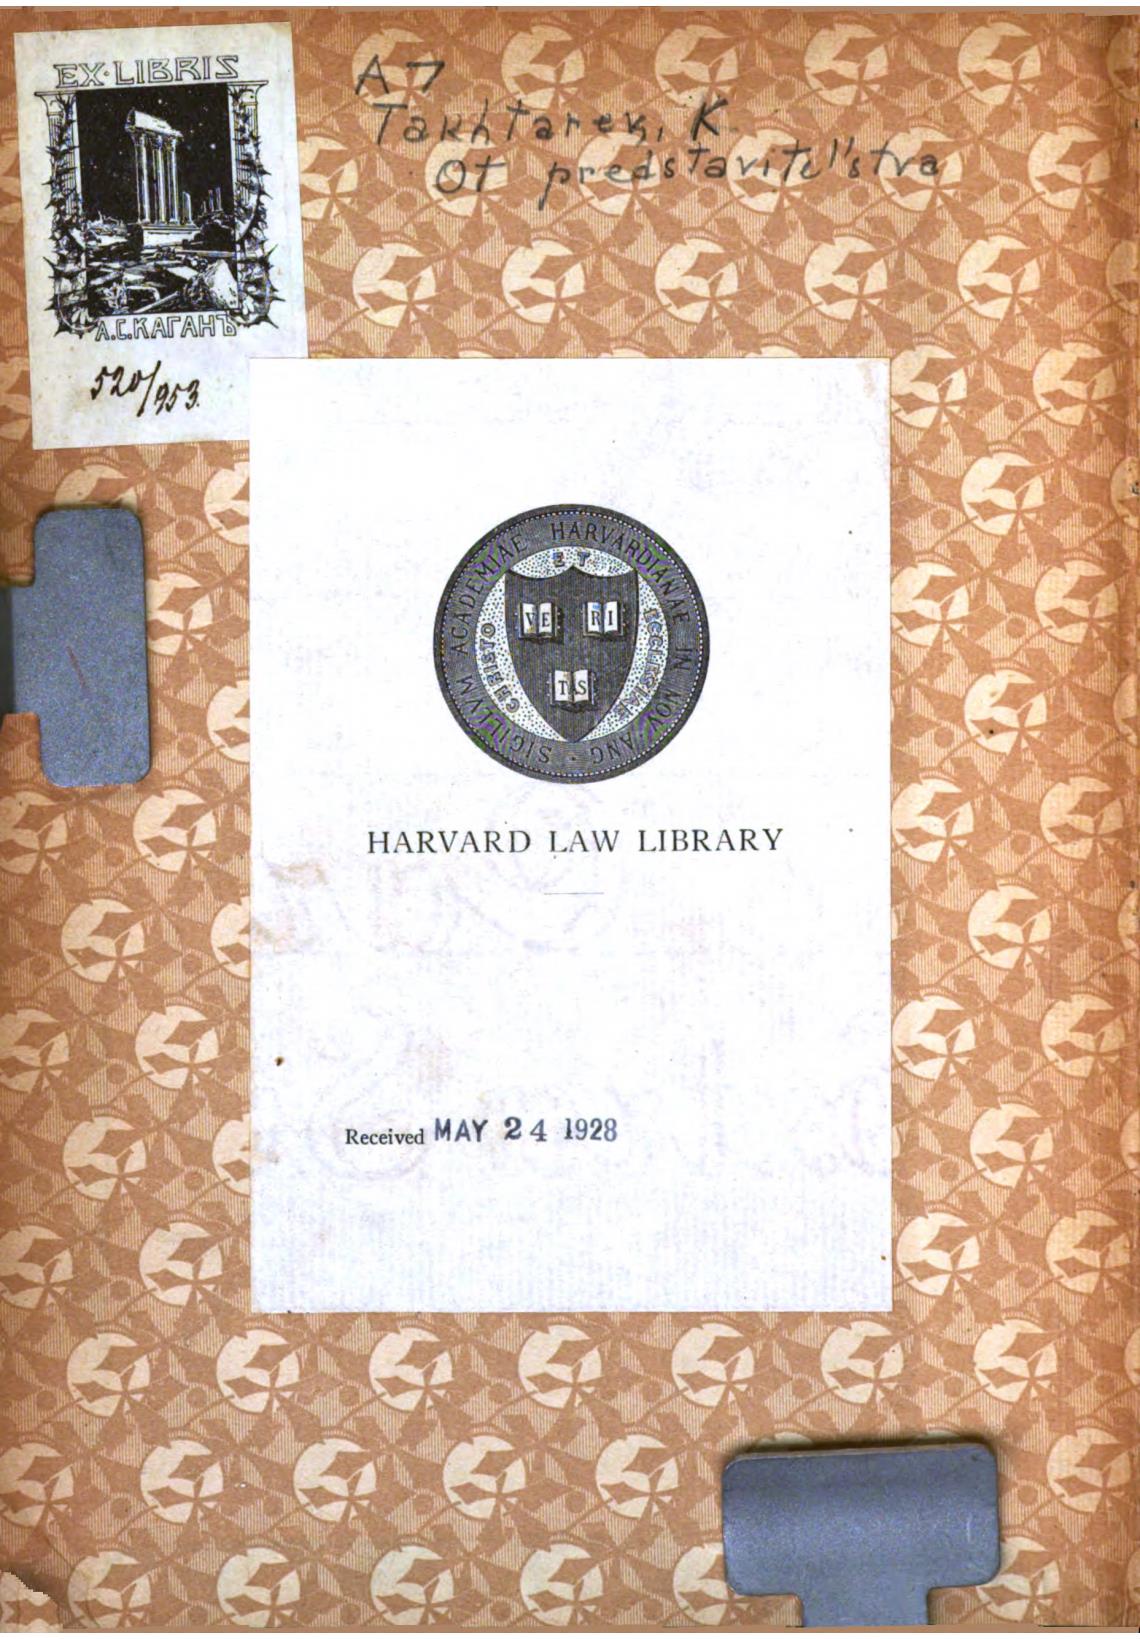 EX·LIBRIS
А.С.КАГАНЪ
520/953.
A7
Takhtarev, K.
Ot predstavitel'stva
SIGILLVM ACADEMIAE HARVARDIANAE IN NOV. ANG.
CHRISTO ET ECCLESIAE
VE RI
TAS
HARVARD LAW LIBRARY
Received MAY 24 1928